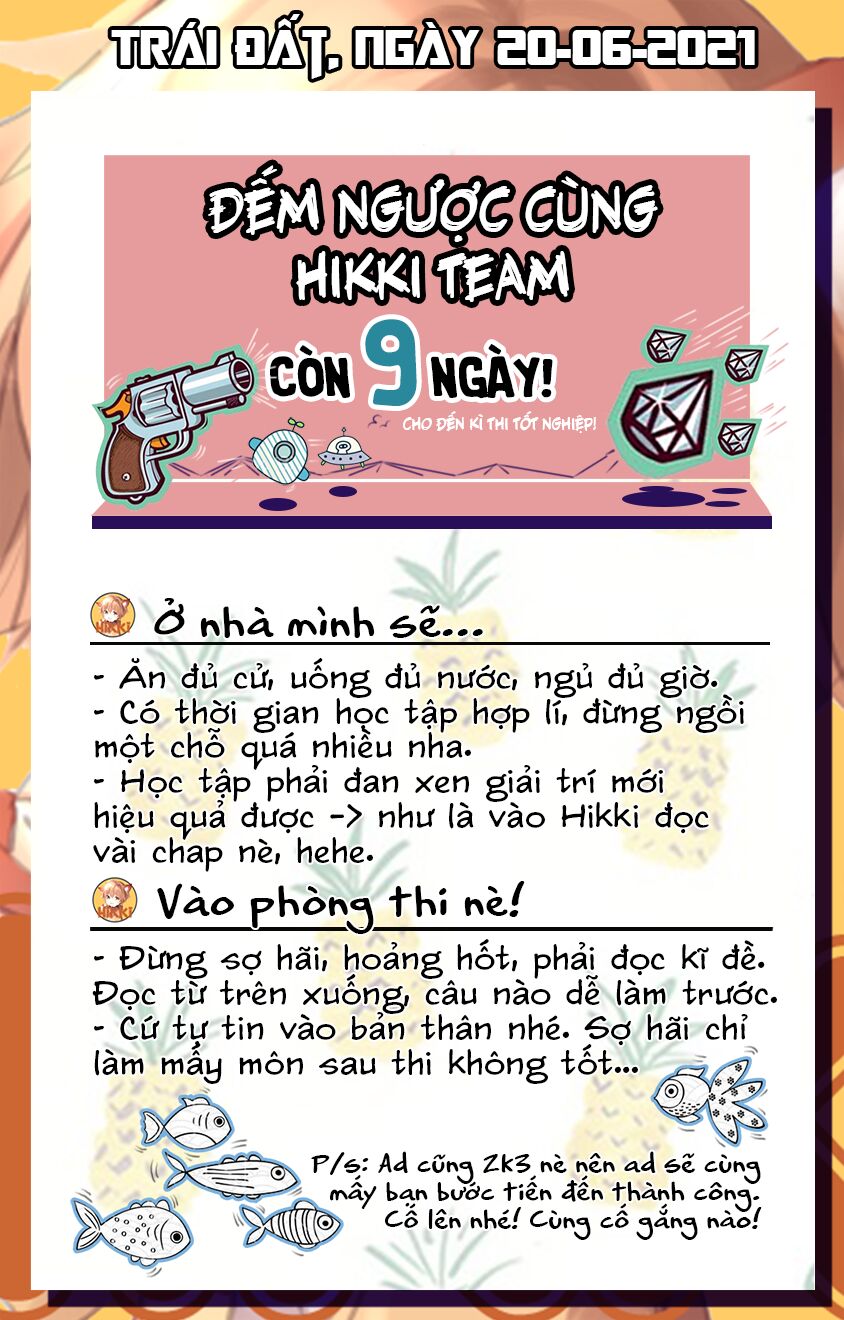 TRÁI ĐẤT, NGÀY 20-06-2021
ĐẾM NGƯỢC CÙNG
HIKKI TEAM
CÒN 9 NGÀY!
CHO ĐẾN KÌ THI TỐT NGHIỆP!
HIKKI
Ở nhà mình sẽ...
- Ăn đủ cử, uống đủ nước, ngủ đủ giờ.
- Có thời gian học tập hợp lí, đừng ngồi
một chỗ quá nhiều nha.
- Học tập phải đan xen giải trí mới
hiệu quả được -> như là vào Hikki đọc
vài chap nè, hehe.
HIKKI
Vào phòng thi nè!
- Đừng sợ hãi, hoảng hốt, phải đọc kĩ đề.
Đọc từ trên xuống, câu nào dễ làm trước.
- Cứ tự tin vào bản thân nhé. Sợ hãi chỉ
làm mấy môn sau thi không tốt...
P/s: Ad cũng 2k3 nè nên ad sẽ cùng
mấy bạn bước tiến đến thành công.
Cố lên nhé! Cùng cố gắng nào!